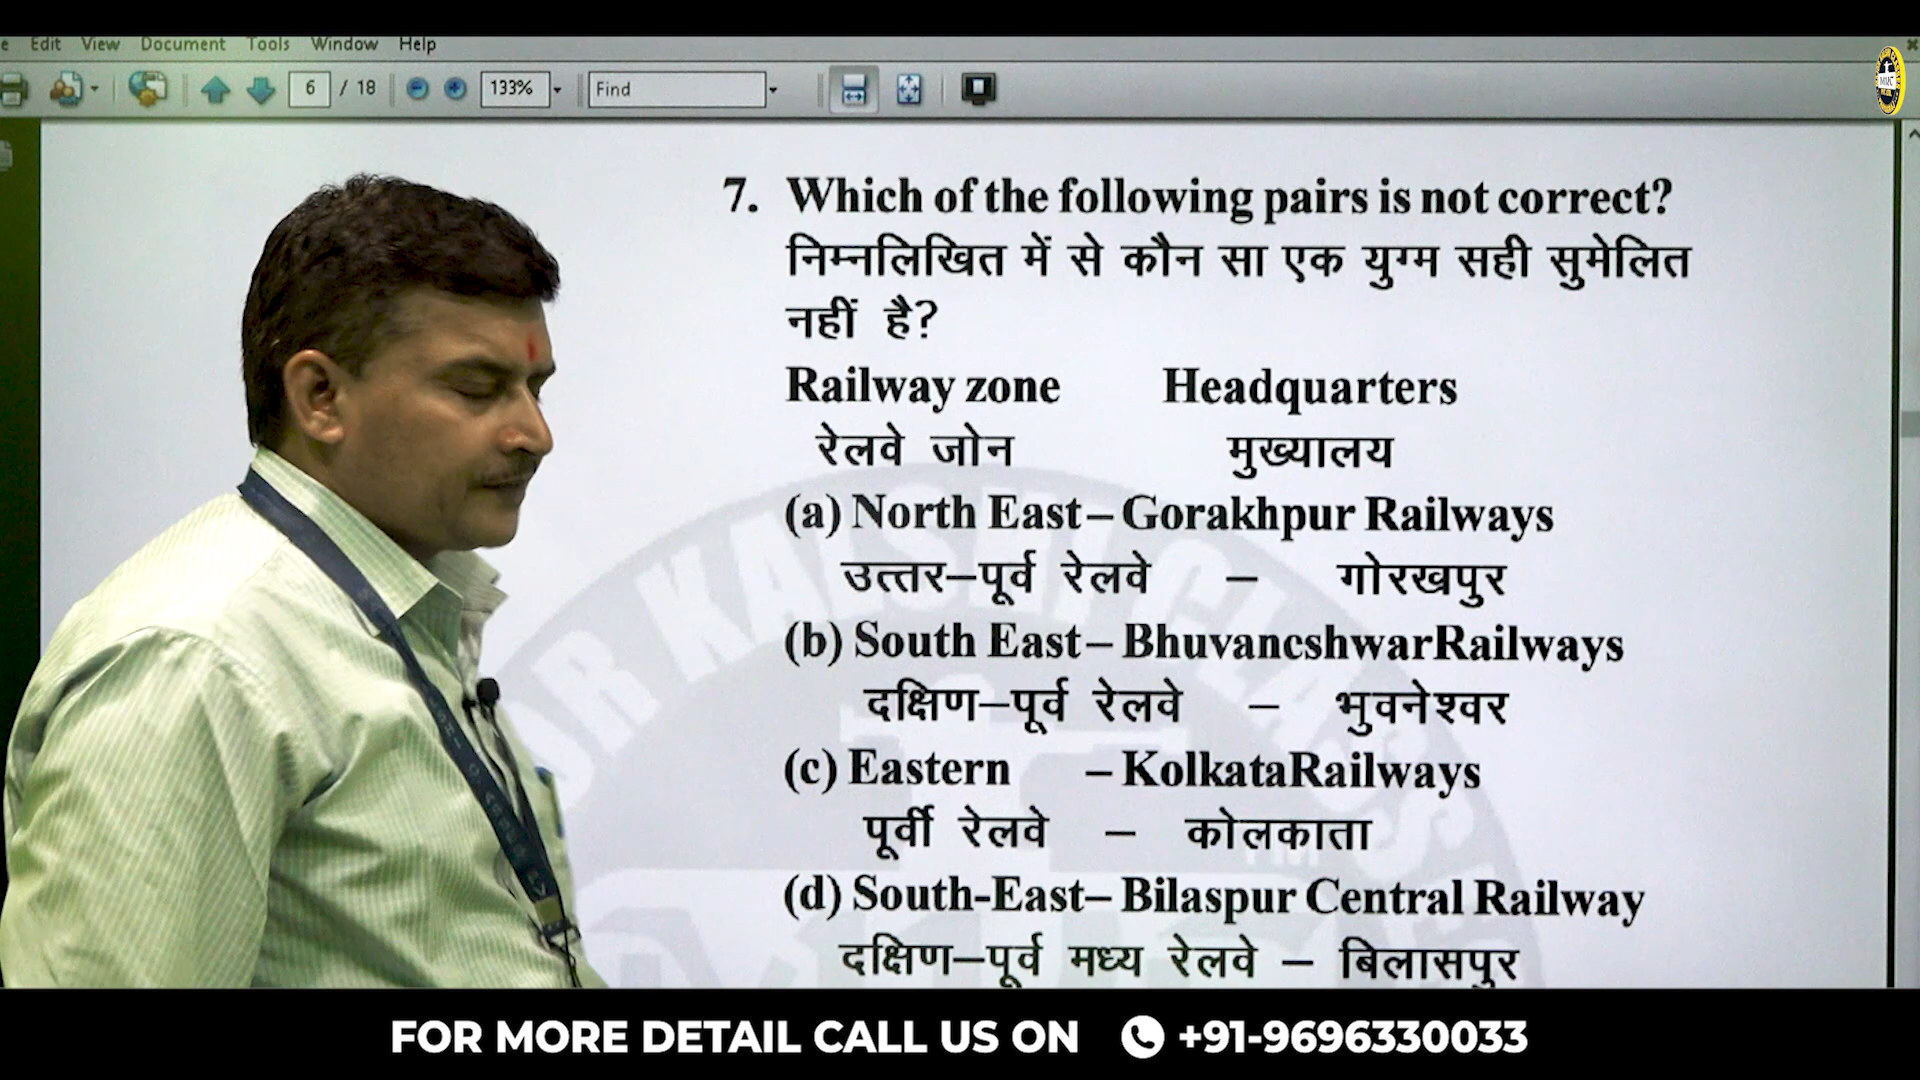 Edit View Document Tools Window Help
6 / 18 133% Find
7. Which of the following pairs is not correct?
निम्नलिखित में से कौन सा एक युग्म सही सुमेलित
नहीं है?
Railway zone Headquarters
रेलवे जोन मुख्यालय
(a) North East – Gorakhpur Railways
उत्तर–पूर्व रेलवे – गोरखपुर
(b) South East – BhuvancshwarRailways
दक्षिण–पूर्व रेलवे – भुवनेश्वर
(c) Eastern – KolkataRailways
पूर्वी रेलवे – कोलकाता
(d) South-East– Bilaspur Central Railway
दक्षिण–पूर्व मध्य रेलवे – बिलासपुर
FOR MORE DETAIL CALL US ON +91-9696330033